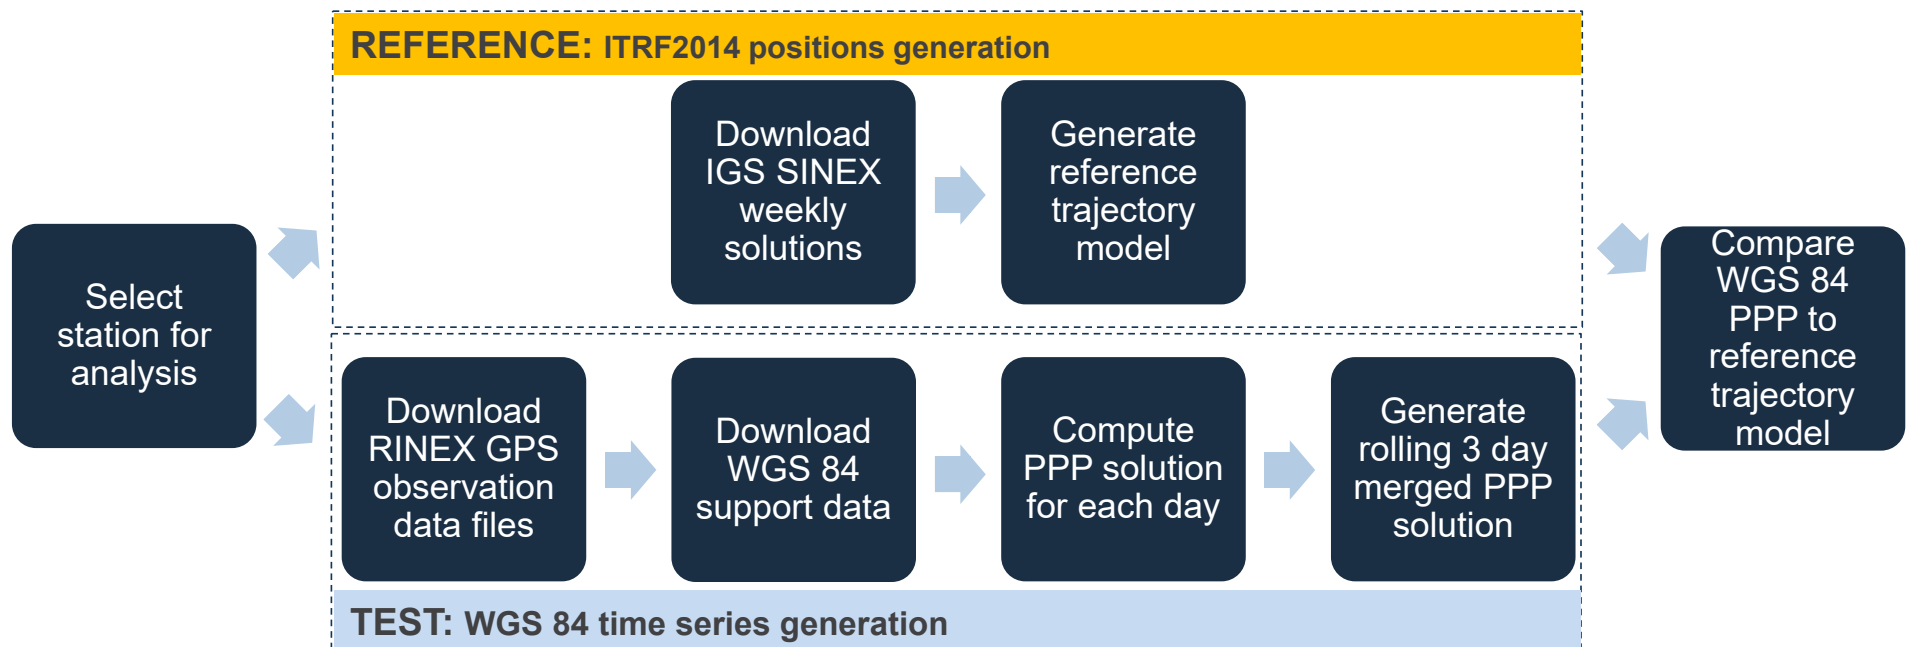 REFERENCE: ITRF2014 positions generation
Select
station for
analysis
Download
IGS SINEX
weekly
solutions
Generate
reference
trajectory
model
Download
RINEX GPS
observation
data files
Download
WGS 84
support data
Compute
PPP solution
for each day
Generate
rolling 3 day
merged PPP
solution
Compare
WGS 84
PPP to
reference
trajectory
model
TEST: WGS 84 time series generation